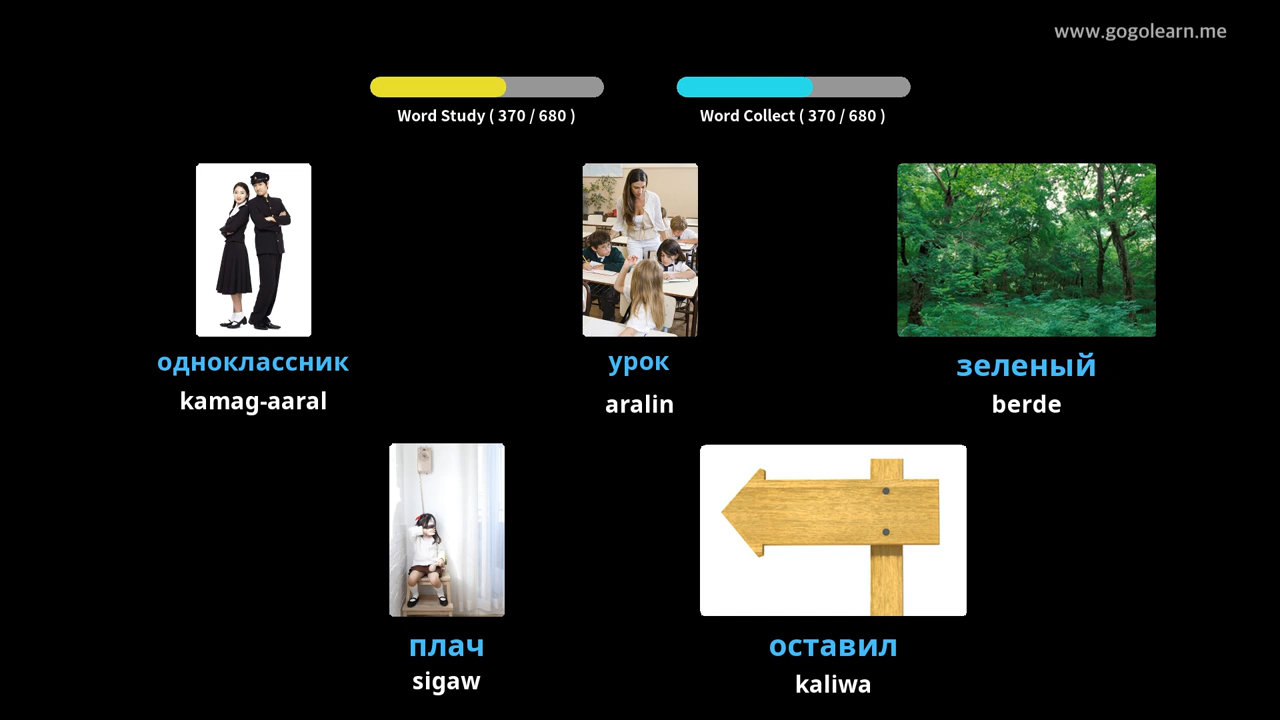 www.gogolearn.me
Word Study ( 370 / 680 )
Word Collect ( 370 / 680 )
одноклассник
kamag-aaral
урок
aralin
зеленый
berde
плач
sigaw
оставил
kaliwa